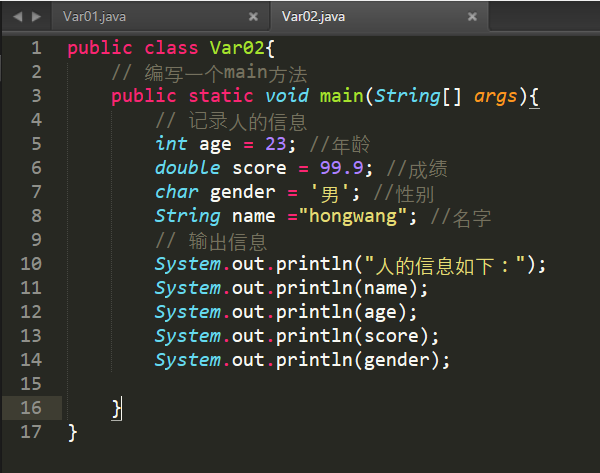 Var01.java × Var02.java ×
1 public class Var02{
2 // 编写一个main方法
3 public static void main(String[] args){
4 // 记录人的信息
5 int age = 23; //年龄
6 double score = 99.9; //成绩
7 char gender = '男'; //性别
8 String name ="hongwang"; //名字
9 // 输出信息
10 System.out.println("人的信息如下：");
11 System.out.println(name);
12 System.out.println(age);
13 System.out.println(score);
14 System.out.println(gender);
15
16 }
17 }